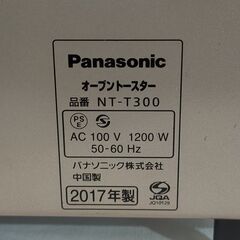 Panasonic
オーブントースター
品番 NT-T300
PSE
AC 100 V 1200 W
50-60 Hz
パナソニック株式会社
中国製
2017年製
JQA